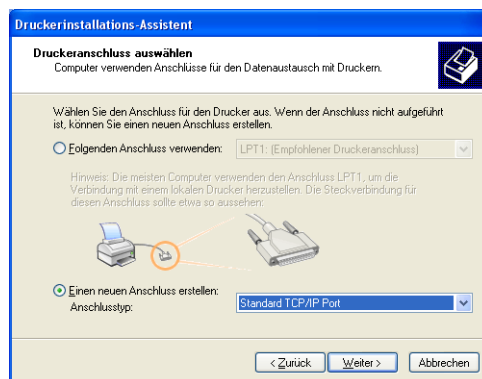 Druckerinstallations-Assistent
Druckeranschluss auswählen
Computer verwenden Anschlüsse für den Datenaustausch mit Druckern.
Wählen Sie den Anschluss für den Drucker aus. Wenn der Anschluss nicht aufgeführt
ist, können Sie einen neuen Anschluss erstellen.
Folgenden Anschluss verwenden: LPT1: (Empfohlener Druckeranschluss)
Hinweis: Die meisten Computer verwenden den Anschluss LPT1, um die
Verbindung mit einem lokalen Drucker herzustellen. Die Steckverbindung für
diesen Anschluss sollte etwa so
aussehen:
Einen neuen Anschluss erstellen:
Anschlusstyp: Standard TCP/IP Port
< Zurück Weiter > Abbrechen